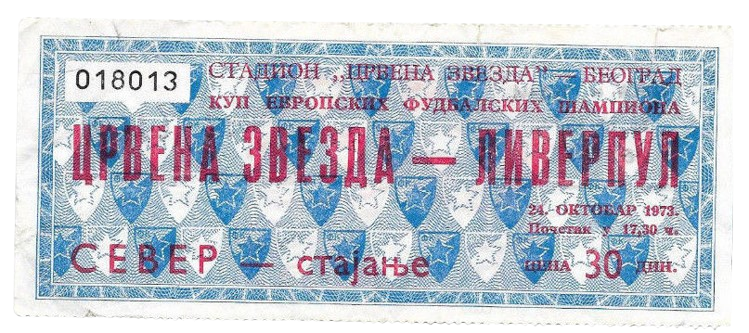 018013
СТАДИОН „ЦРВЕНА ЗВЕЗДА" — БЕОГРАД
КУП ЕВРОПСКИХ ФУДБАЛСКИХ ШАМПИОНА
ЦРВЕНА ЗВЕЗДА — ЛИВЕРПУЛ
24. ОКТОБАР 1973.
Почетак у 17,30 ч.
СЕВЕР — стајање
ЦЕНА 30 ДИН.